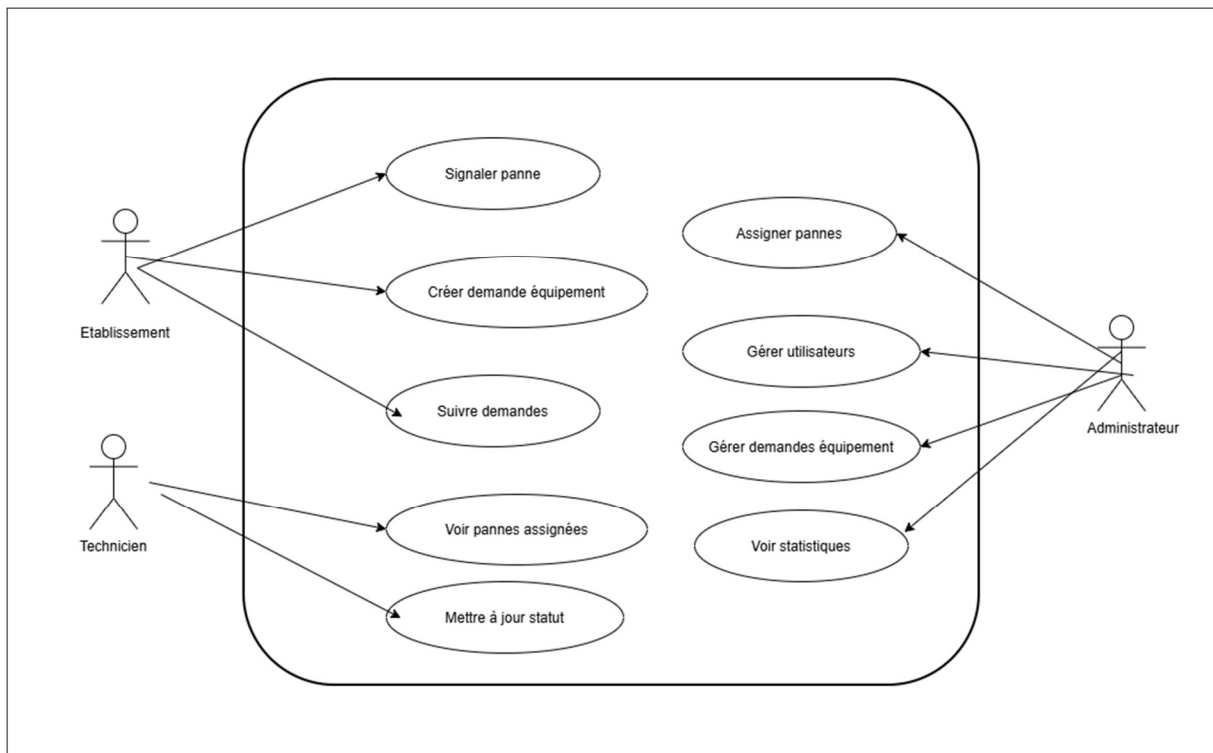 Signaler panne
Assigner pannes
Créer demande équipement
Etablissement
Gérer utilisateurs
Suivre demandes
Administrateur
Gérer demandes équipement
Voir pannes assignées
Technicien
Voir statistiques
Mettre à jour statut